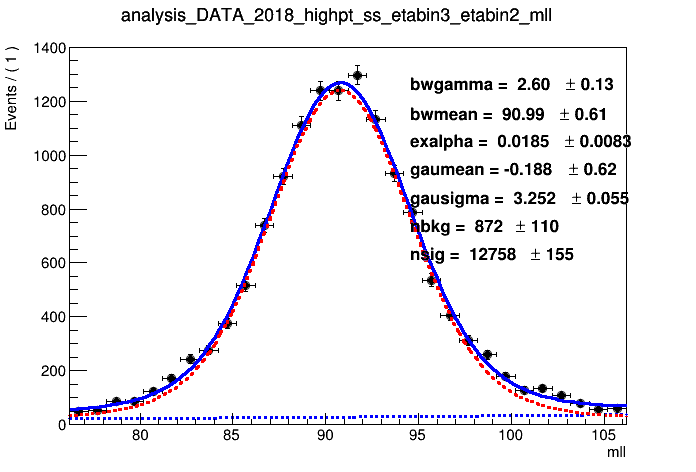 analysis_DATA_2018_highpt_ss_etabin3_etabin2_mll
Events / ( 1 )
1400
1200
1000
800
600
400
200
0
bwgamma = 2.60 ± 0.13
bwmean = 90.99 ± 0.61
exalpha = 0.0185 ± 0.0083
gaumean = -0.188 ± 0.62
gausigma = 3.252 ± 0.055
nbkg = 872 ± 110
nsig = 12758 ± 155
80 85 90 95 100 105
mll